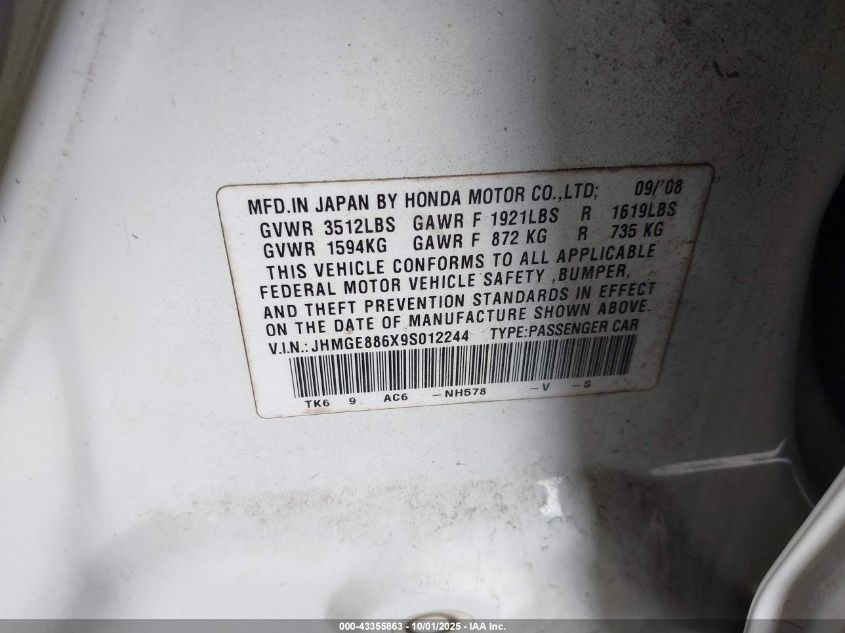 MFD.IN JAPAN BY HONDA MOTOR CO.,LTD; 09/'08
GVWR 3512LBS GAWR F 1921LBS R 1619LBS
GVWR 1594KG GAWR F 872 KG R 735 KG
THIS VEHICLE CONFORMS TO ALL APPLICABLE
FEDERAL MOTOR VEHICLE SAFETY ,BUMPER,
AND THEFT PREVENTION STANDARDS IN EFFECT
ON THE DATE OF MANUFACTURE SHOWN ABOVE.
V.I.N.: JHMGE886X9S012244 TYPE:PASSENGER CAR
TK6 9 AC6 -NH578 -V -S
000-43355863 - 10/01/2025 - IAA Inc.